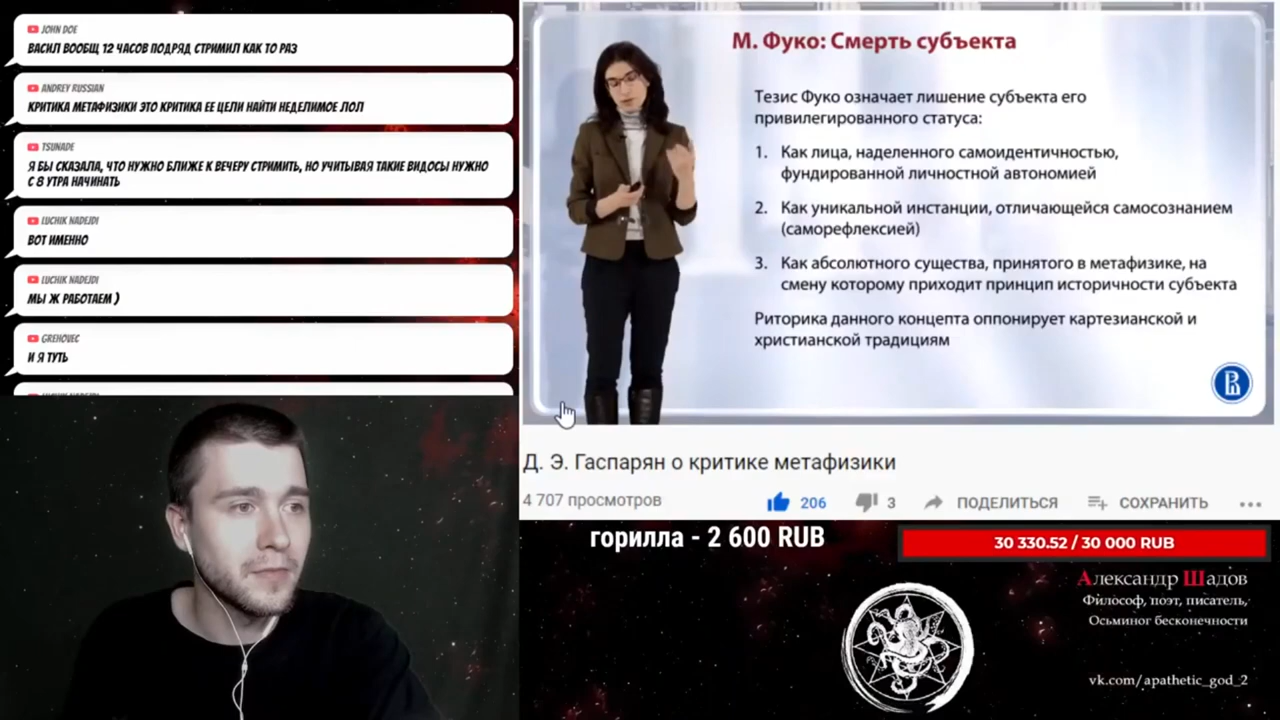 JOHN DOE
ВАСИЛ ВООБЩ 12 ЧАСОВ ПОДРЯД СТРИМИЛ КАК ТО РАЗ
ANDREY RUSSIAN
КРИТИКА МЕТАФИЗИКИ ЭТО КРИТИКА ЕЕ ЦЕЛИ НАЙТИ НЕДЕЛИМОЕ ЛОЛ
TSUNADE
Я БЫ СКАЗАЛА, ЧТО НУЖНО БЛИЖЕ К ВЕЧЕРУ СТРИМИТЬ, НО УЧИТЫВАЯ ТАКИЕ ВИДОСЫ НУЖНО
С 8 УТРА НАЧИНАТЬ
LUCHIK NADEJDI
ВОТ ИМЕННО
LUCHIK NADEJDI
МЫ Ж РАБОТАЕМ )
GREHOVEC
И Я ТУТЬ
М. Фуко: Смерть субъекта
Тезис Фуко означает лишение субъекта его
привилегированного статуса:
1. Как лица, наделенного самоидентичностью,
фундированной личностной автономией
2. Как уникальной инстанции, отличающейся самосознанием
(саморефлексией)
3. Как абсолютного существа, принятого в метафизике, на
смену которому приходит принцип историчности субъекта
Риторика данного концепта оппонирует картезианской и
христианской традициям
Д. Э. Гаспарян о критике метафизики
4 707 просмотров
206
3
ПОДЕЛИТЬСЯ
СОХРАНИТЬ
горилла - 2 600 RUB
30 330.52 / 30 000 RUB
Александр Шадов
Философ, поэт, писатель,
Осьминог бесконечности
vk.com/apathetic_god_2